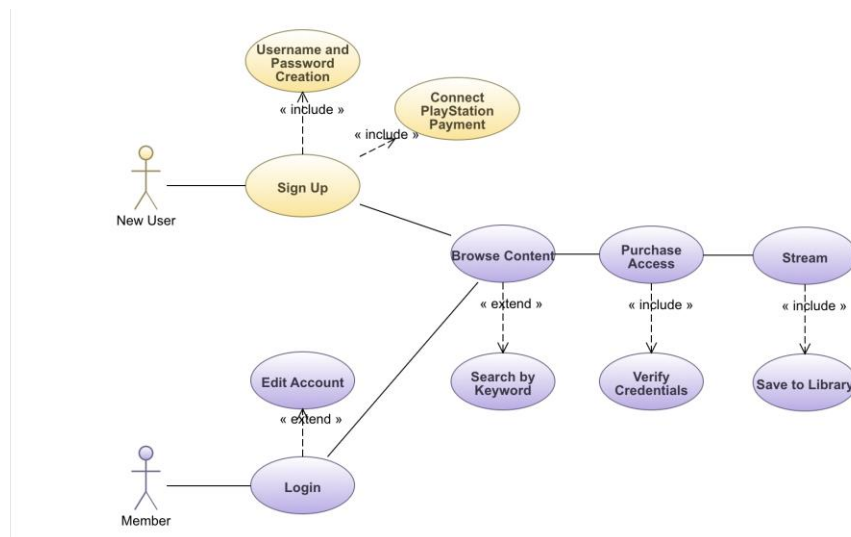 Username and
Password
Creation
« include »
Connect
PlayStation
Payment
« include »
Sign Up
New User
Browse Content
Purchase
Access
Stream
« extend »
« include »
« include »
Edit Account
Search by
Keyword
Verify
Credentials
Save to Library
« extend »
Login
Member